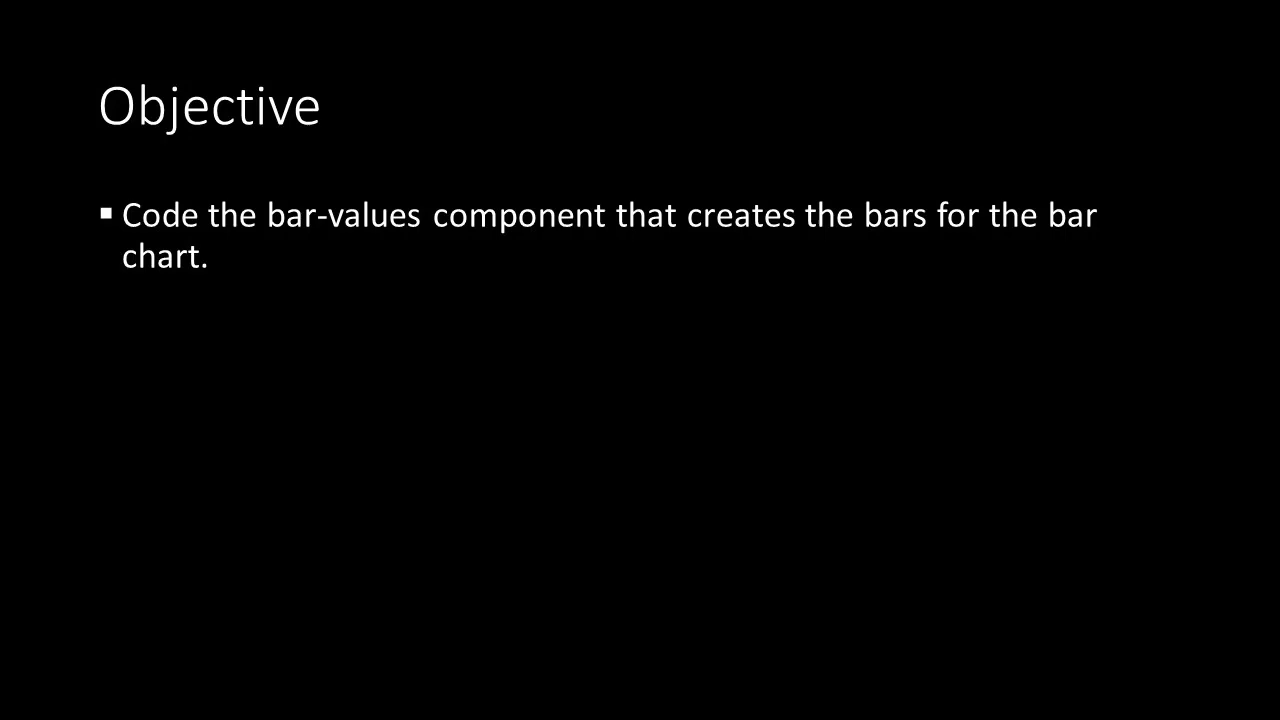 Objective
▪ Code the bar-values component that creates the bars for the bar
chart.